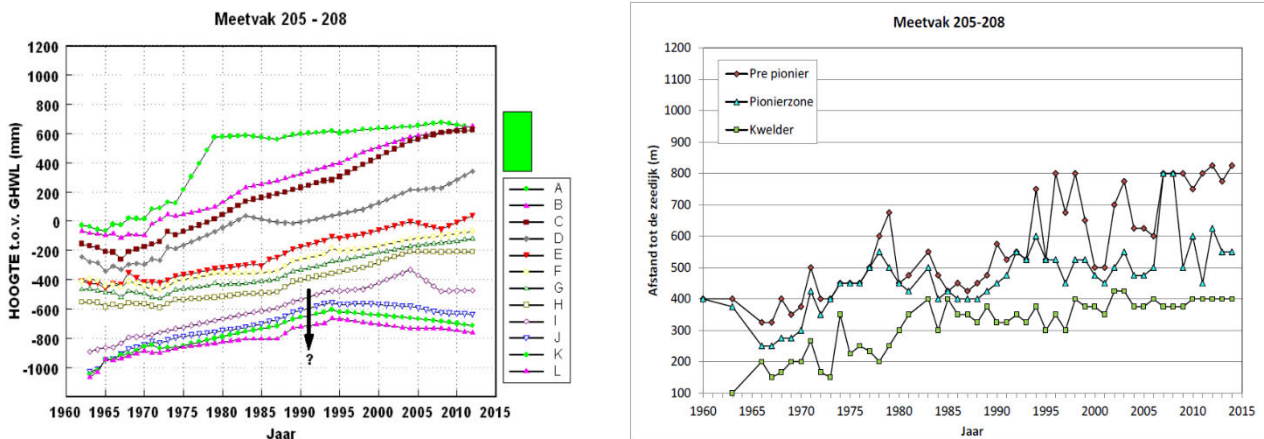 Meetvak 205 - 208
HOOGTE t.o.v. GHWL (mm)
1200
1000
800
600
400
200
0
-200
-400
-600
-800
-1000
1960 1965 1970 1975 1980 1985 1990 1995 2000 2005 2010 2015
Jaar
?
A
B
C
D
E
F
G
H
I
J
K
L
Meetvak 205-208
Afstand tot de zeedijk (m)
1200
1100
1000
900
800
700
600
500
400
300
200
100
Pre pionier
Pionierzone
Kwelder
1960 1965 1970 1975 1980 1985 1990 1995 2000 2005 2010 2015
Jaar